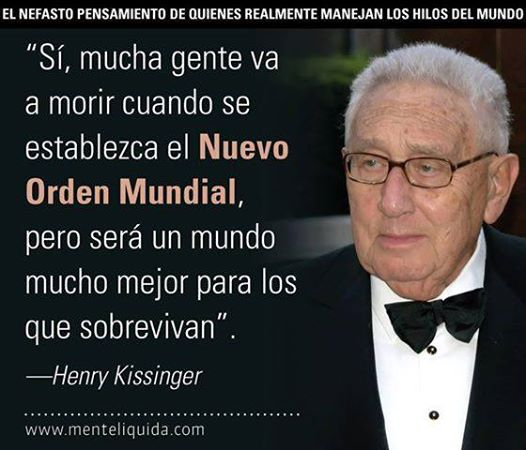 EL NEFASTO PENSAMIENTO DE QUIENES REALMENTE MANEJAN LOS HILOS DEL MUNDO
“Sí, mucha gente va
a morir cuando se
establezca el Nuevo
Orden Mundial,
pero será un mundo
mucho mejor para los
que sobrevivan”.
—Henry Kissinger
www.menteliquida.com